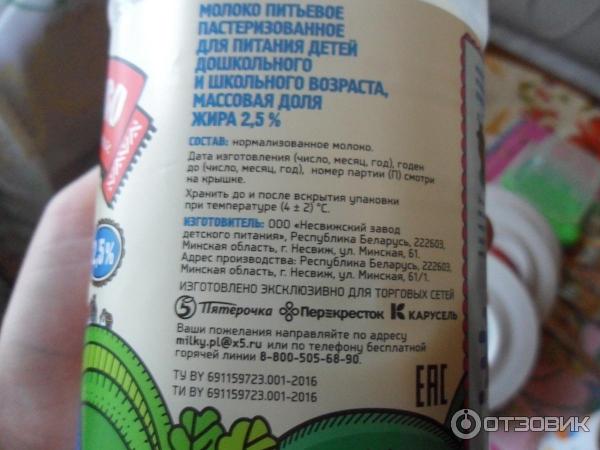 МОЛОКО ПИТЬЕВОЕ
ПАСТЕРИЗОВАННОЕ
ДЛЯ ПИТАНИЯ ДЕТЕЙ
ДОШКОЛЬНОГО
И ШКОЛЬНОГО ВОЗРАСТА,
МАССОВАЯ ДОЛЯ
ЖИРА 2,5 %
СОСТАВ: нормализованное молоко.
Дата изготовления (число, месяц, год), годен
до (число, месяц, год), номер партии (П) смотри
на крышке.
Хранить до и после вскрытия упаковки
при температуре (4 ± 2) °С.
ИЗГОТОВИТЕЛЬ: ООО «Несвижский завод
детского питания», Республика Беларусь, 222603,
Минская область, г. Несвиж, ул. Минская, 61.
Адрес производства: Республика Беларусь, 222603,
Минская область, г. Несвиж, ул. Минская, 61/1.
ИЗГОТОВЛЕНО ЭКСКЛЮЗИВНО ДЛЯ ТОРГОВЫХ СЕТЕЙ
5 Пятёрочка Перекресток К КАРУСЕЛЬ
Ваши пожелания направляйте по адресу
milky.pl@x5.ru или по телефону бесплатной
горячей линии 8-800-505-68-90.
ТУ BY 691159723.001-2016
ТИ BY 691159723.001-2016
ЕАС
2,5%
ОТЗОВИК